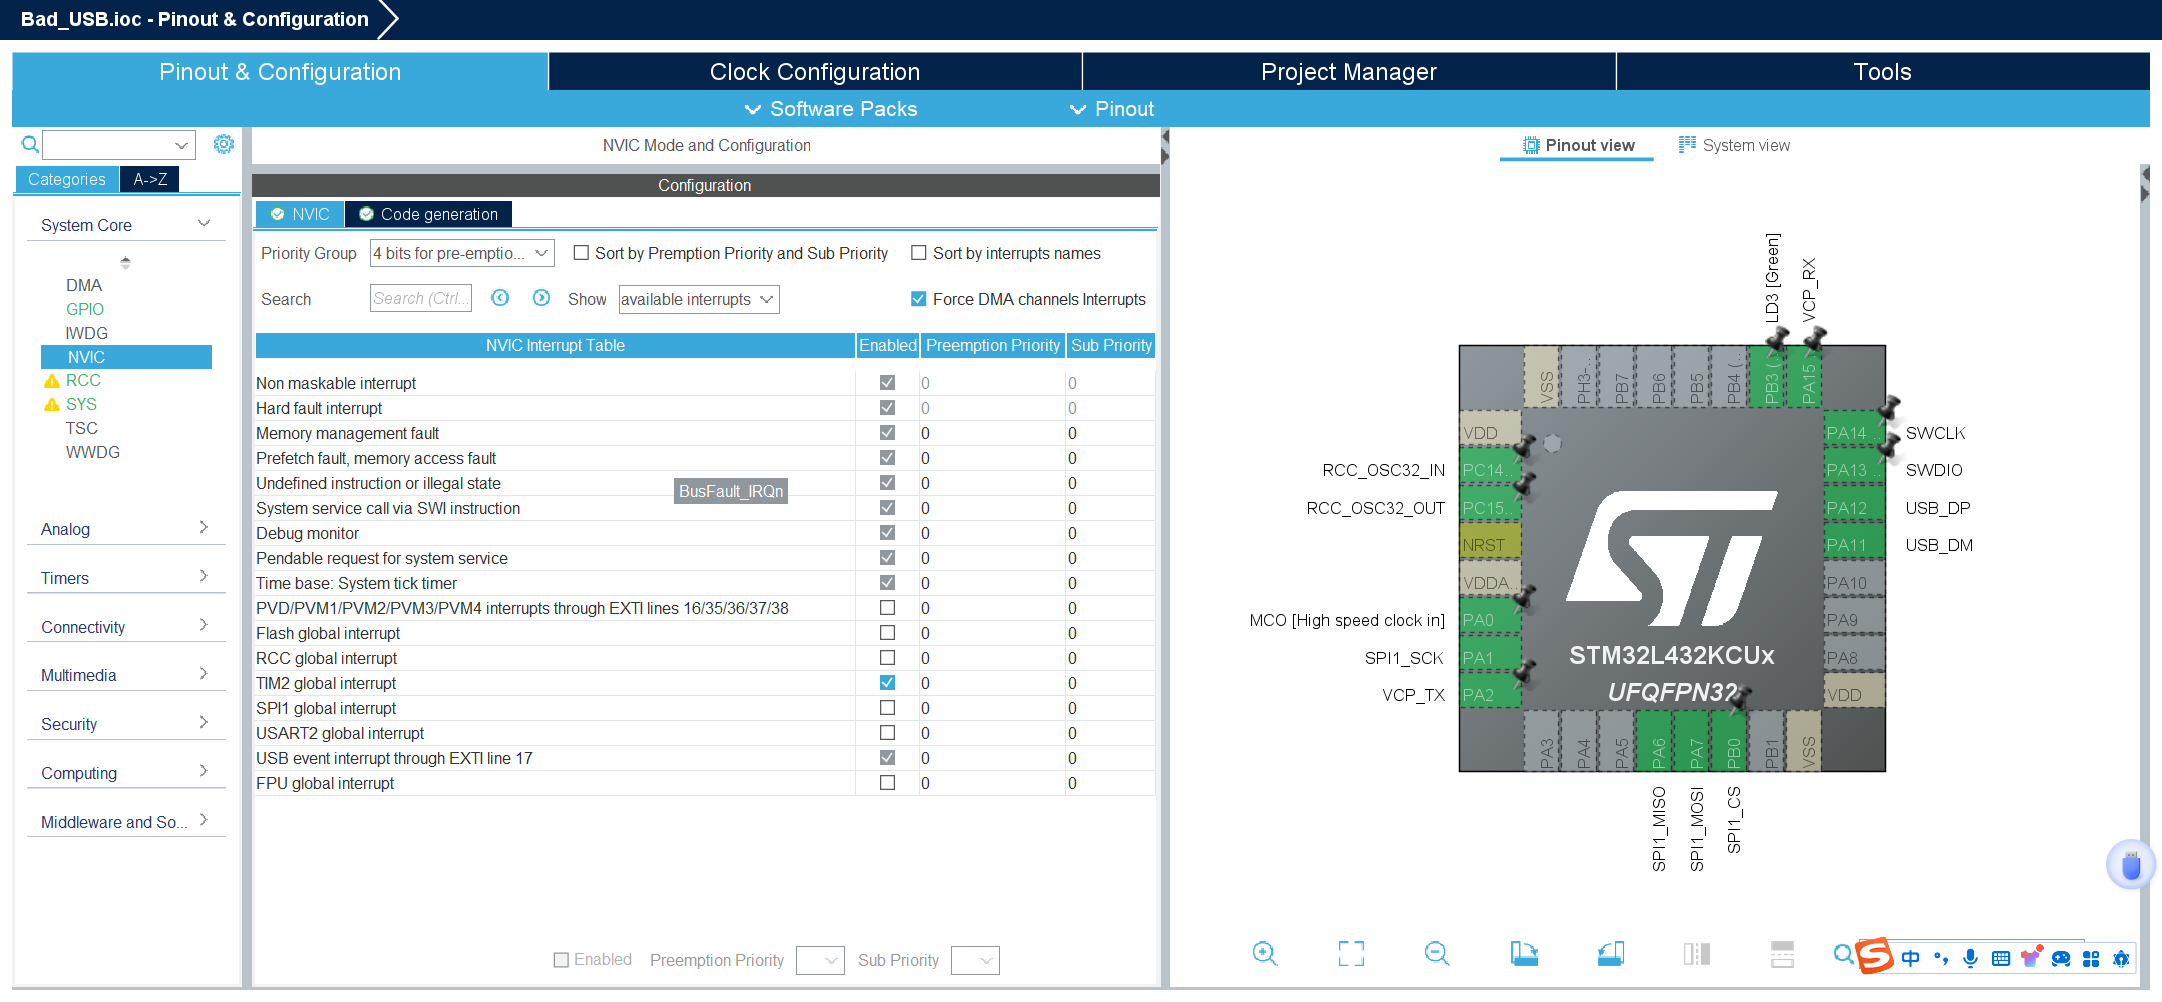 Bad_USB.ioc - Pinout & Configuration
Pinout & Configuration
Clock Configuration
Project Manager
Tools
Software Packs
Pinout
Categories
A->Z
System Core
DMA
GPIO
IWDG
NVIC
RCC
SYS
TSC
WWDG
Analog
Timers
Connectivity
Multimedia
Security
Computing
Middleware and So...
NVIC Mode and Configuration
Configuration
NVIC
Code generation
Priority Group
4 bits for pre-emptio...
Sort by Premption Priority and Sub Priority
Sort by interrupts names
Search
Search (Ctrl...
Show
available interrupts
Force DMA channels Interrupts
NVIC Interrupt Table Enabled Preemption Priority Sub Priority
Non maskable interrupt 0 0
Hard fault interrupt 0 0
Memory management fault 0 0
Prefetch fault, memory access fault 0 0
Undefined instruction or illegal state 0 0
BusFault_IRQn
System service call via SWI instruction 0 0
Debug monitor 0 0
Pendable request for system service 0 0
Time base: System tick timer 0 0
PVD/PVM1/PVM2/PVM3/PVM4 interrupts through EXTI lines 16/35/36/37/38 0 0
Flash global interrupt 0 0
RCC global interrupt 0 0
TIM2 global interrupt 0 0
SPI1 global interrupt 0 0
USART2 global interrupt 0 0
USB event interrupt through EXTI line 17 0 0
FPU global interrupt 0 0
Enabled
Preemption Priority
Sub Priority
Pinout view
System view
LD3 [Green]
VCP_RX
VSS
PH3-...
PB7
PB6
PB5
PB4 (...
PB3 (...
PA15
VDD
RCC_OSC32_IN
PC14...
RCC_OSC32_OUT
PC15...
NRST
VDDA...
MCO [High speed clock in]
PA0
SPI1_SCK
PA1
VCP_TX
PA2
PA14 ...
SWCLK
PA13 ...
SWDIO
PA12
USB_DP
PA11
USB_DM
PA10
PA9
PA8
VDD
ST
STM32L432KCUx
UFQFPN32
PA3
PA4
PA5
PA6
PA7
PB0
PB1
VSS
SPI1_MISO
SPI1_MOSI
SPI1_CS
S
中